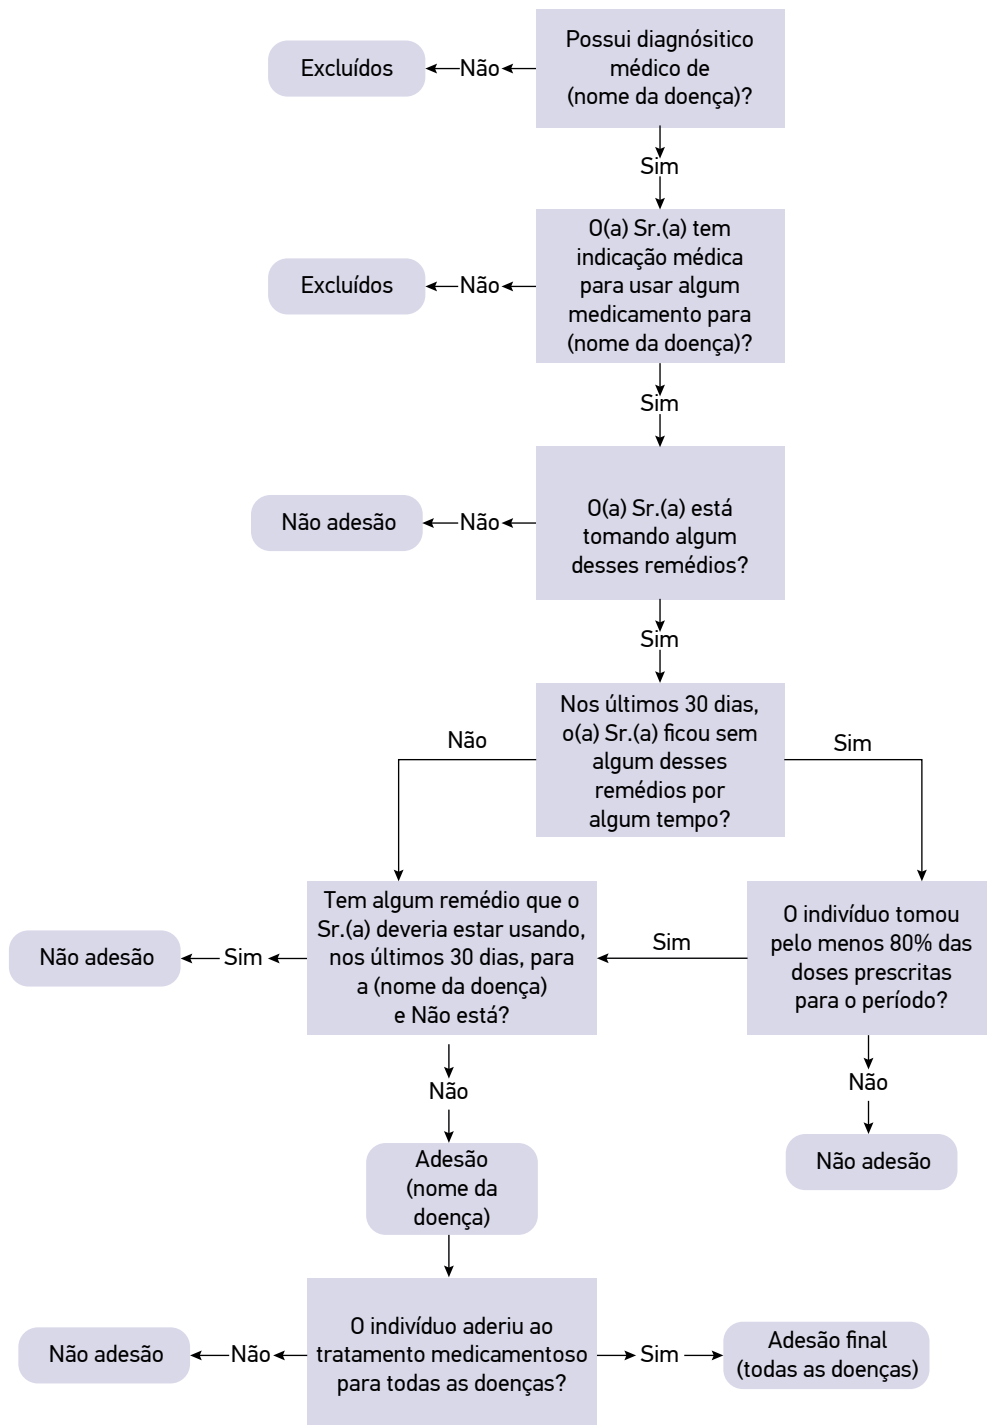 Possui diagnósitico
médico de
(nome da doença)?
Não
Excluídos
Sim
O(a) Sr.(a) tem
indicação médica
para usar algum
medicamento para
(nome da doença)?
Não
Excluídos
Sim
O(a) Sr.(a) está
tomando algum
desses remédios?
Não
Não adesão
Sim
Nos últimos 30 dias,
o(a) Sr.(a) ficou sem
algum desses
remédios por
algum tempo?
Não
Sim
Tem algum remédio que o
Sr.(a) deveria estar usando,
nos últimos 30 dias, para
a (nome da doença)
e Não está?
Sim
Não adesão
O indivíduo tomou
pelo menos 80% das
doses prescritas
para o período?
Sim
Não
Não adesão
Não
Adesão
(nome da
doença)
O indivíduo aderiu ao
tratamento medicamentoso
para todas as doenças?
Não
Não adesão
Sim
Adesão final
(todas as doenças)